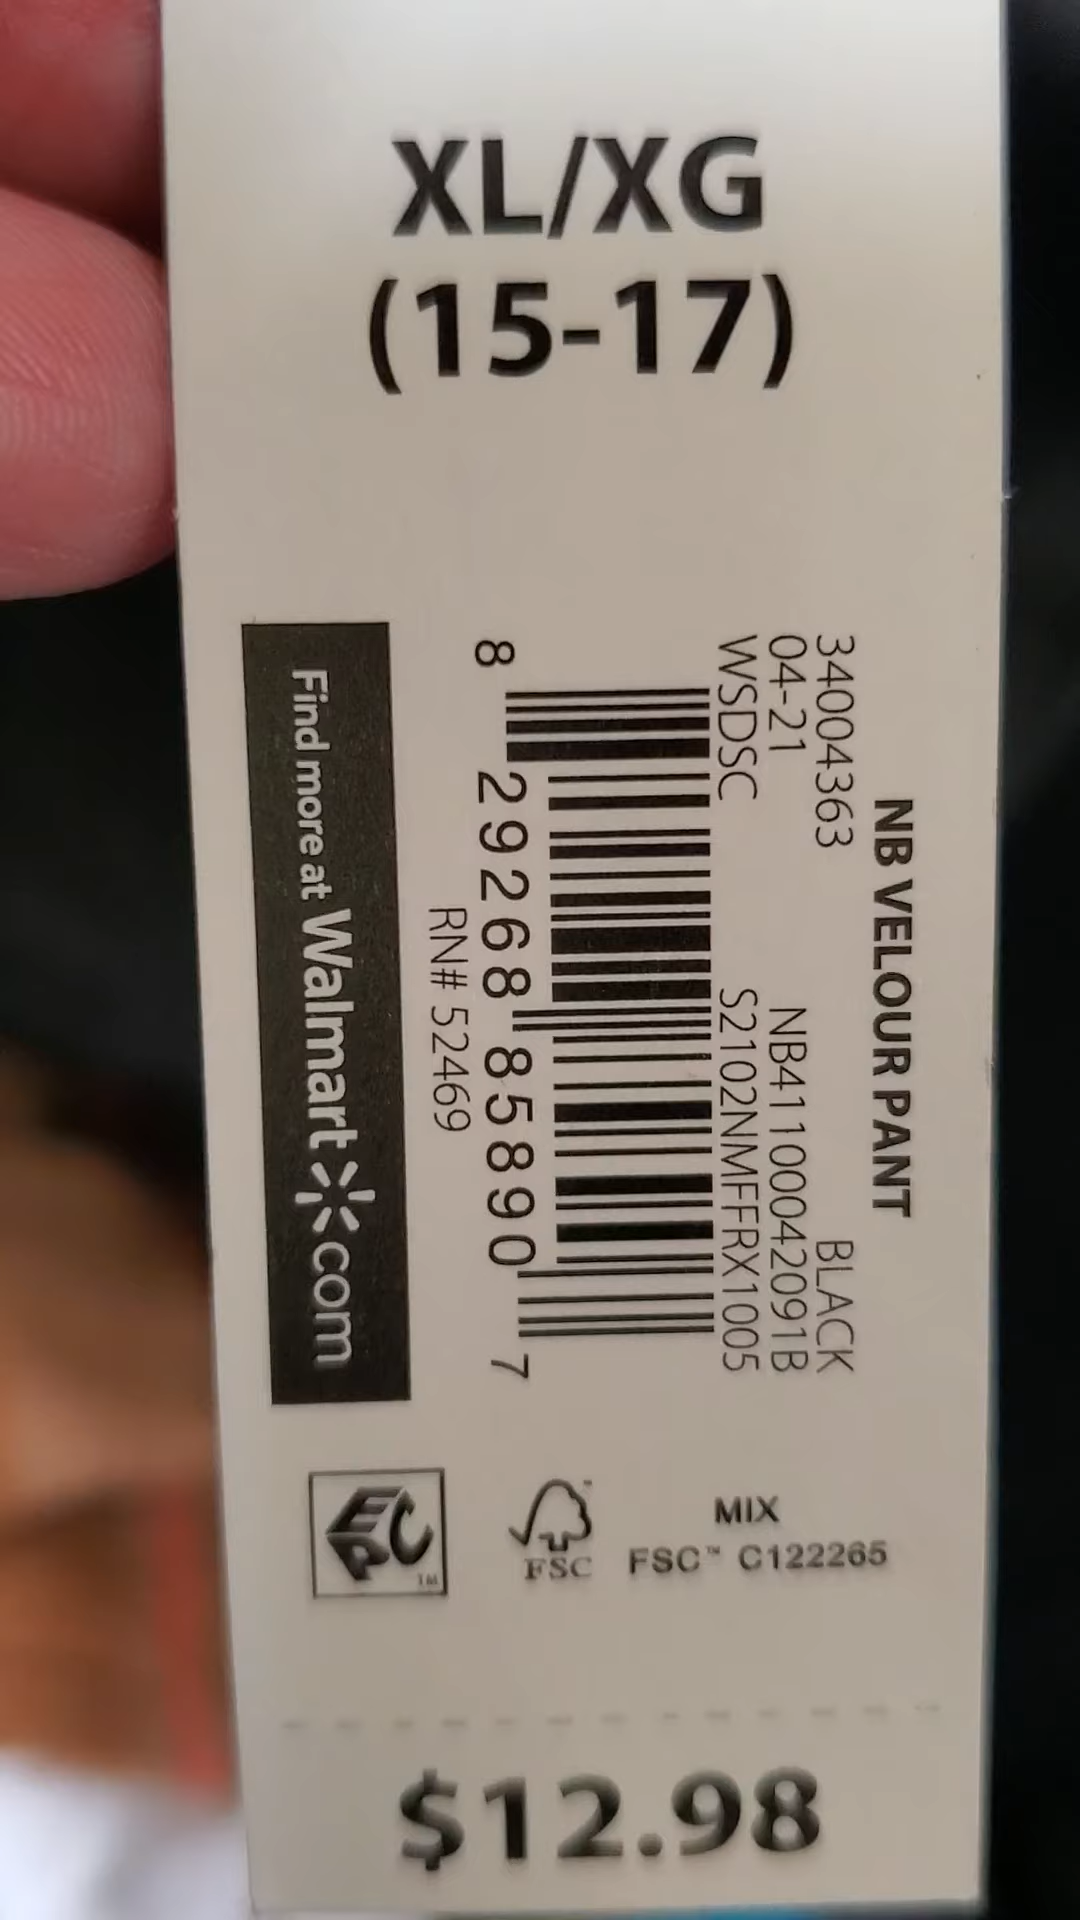 XL/XG
(15-17)
NB VELOUR PANT
34004363 BLACK
04-21 NB41100042091B
WSDSC S2102NMFFRX1005
8 29268 85890 7
RN# 52469
Find more at Walmart.com
EPC™
FSC
MIX
FSC™ C122265
$12.98